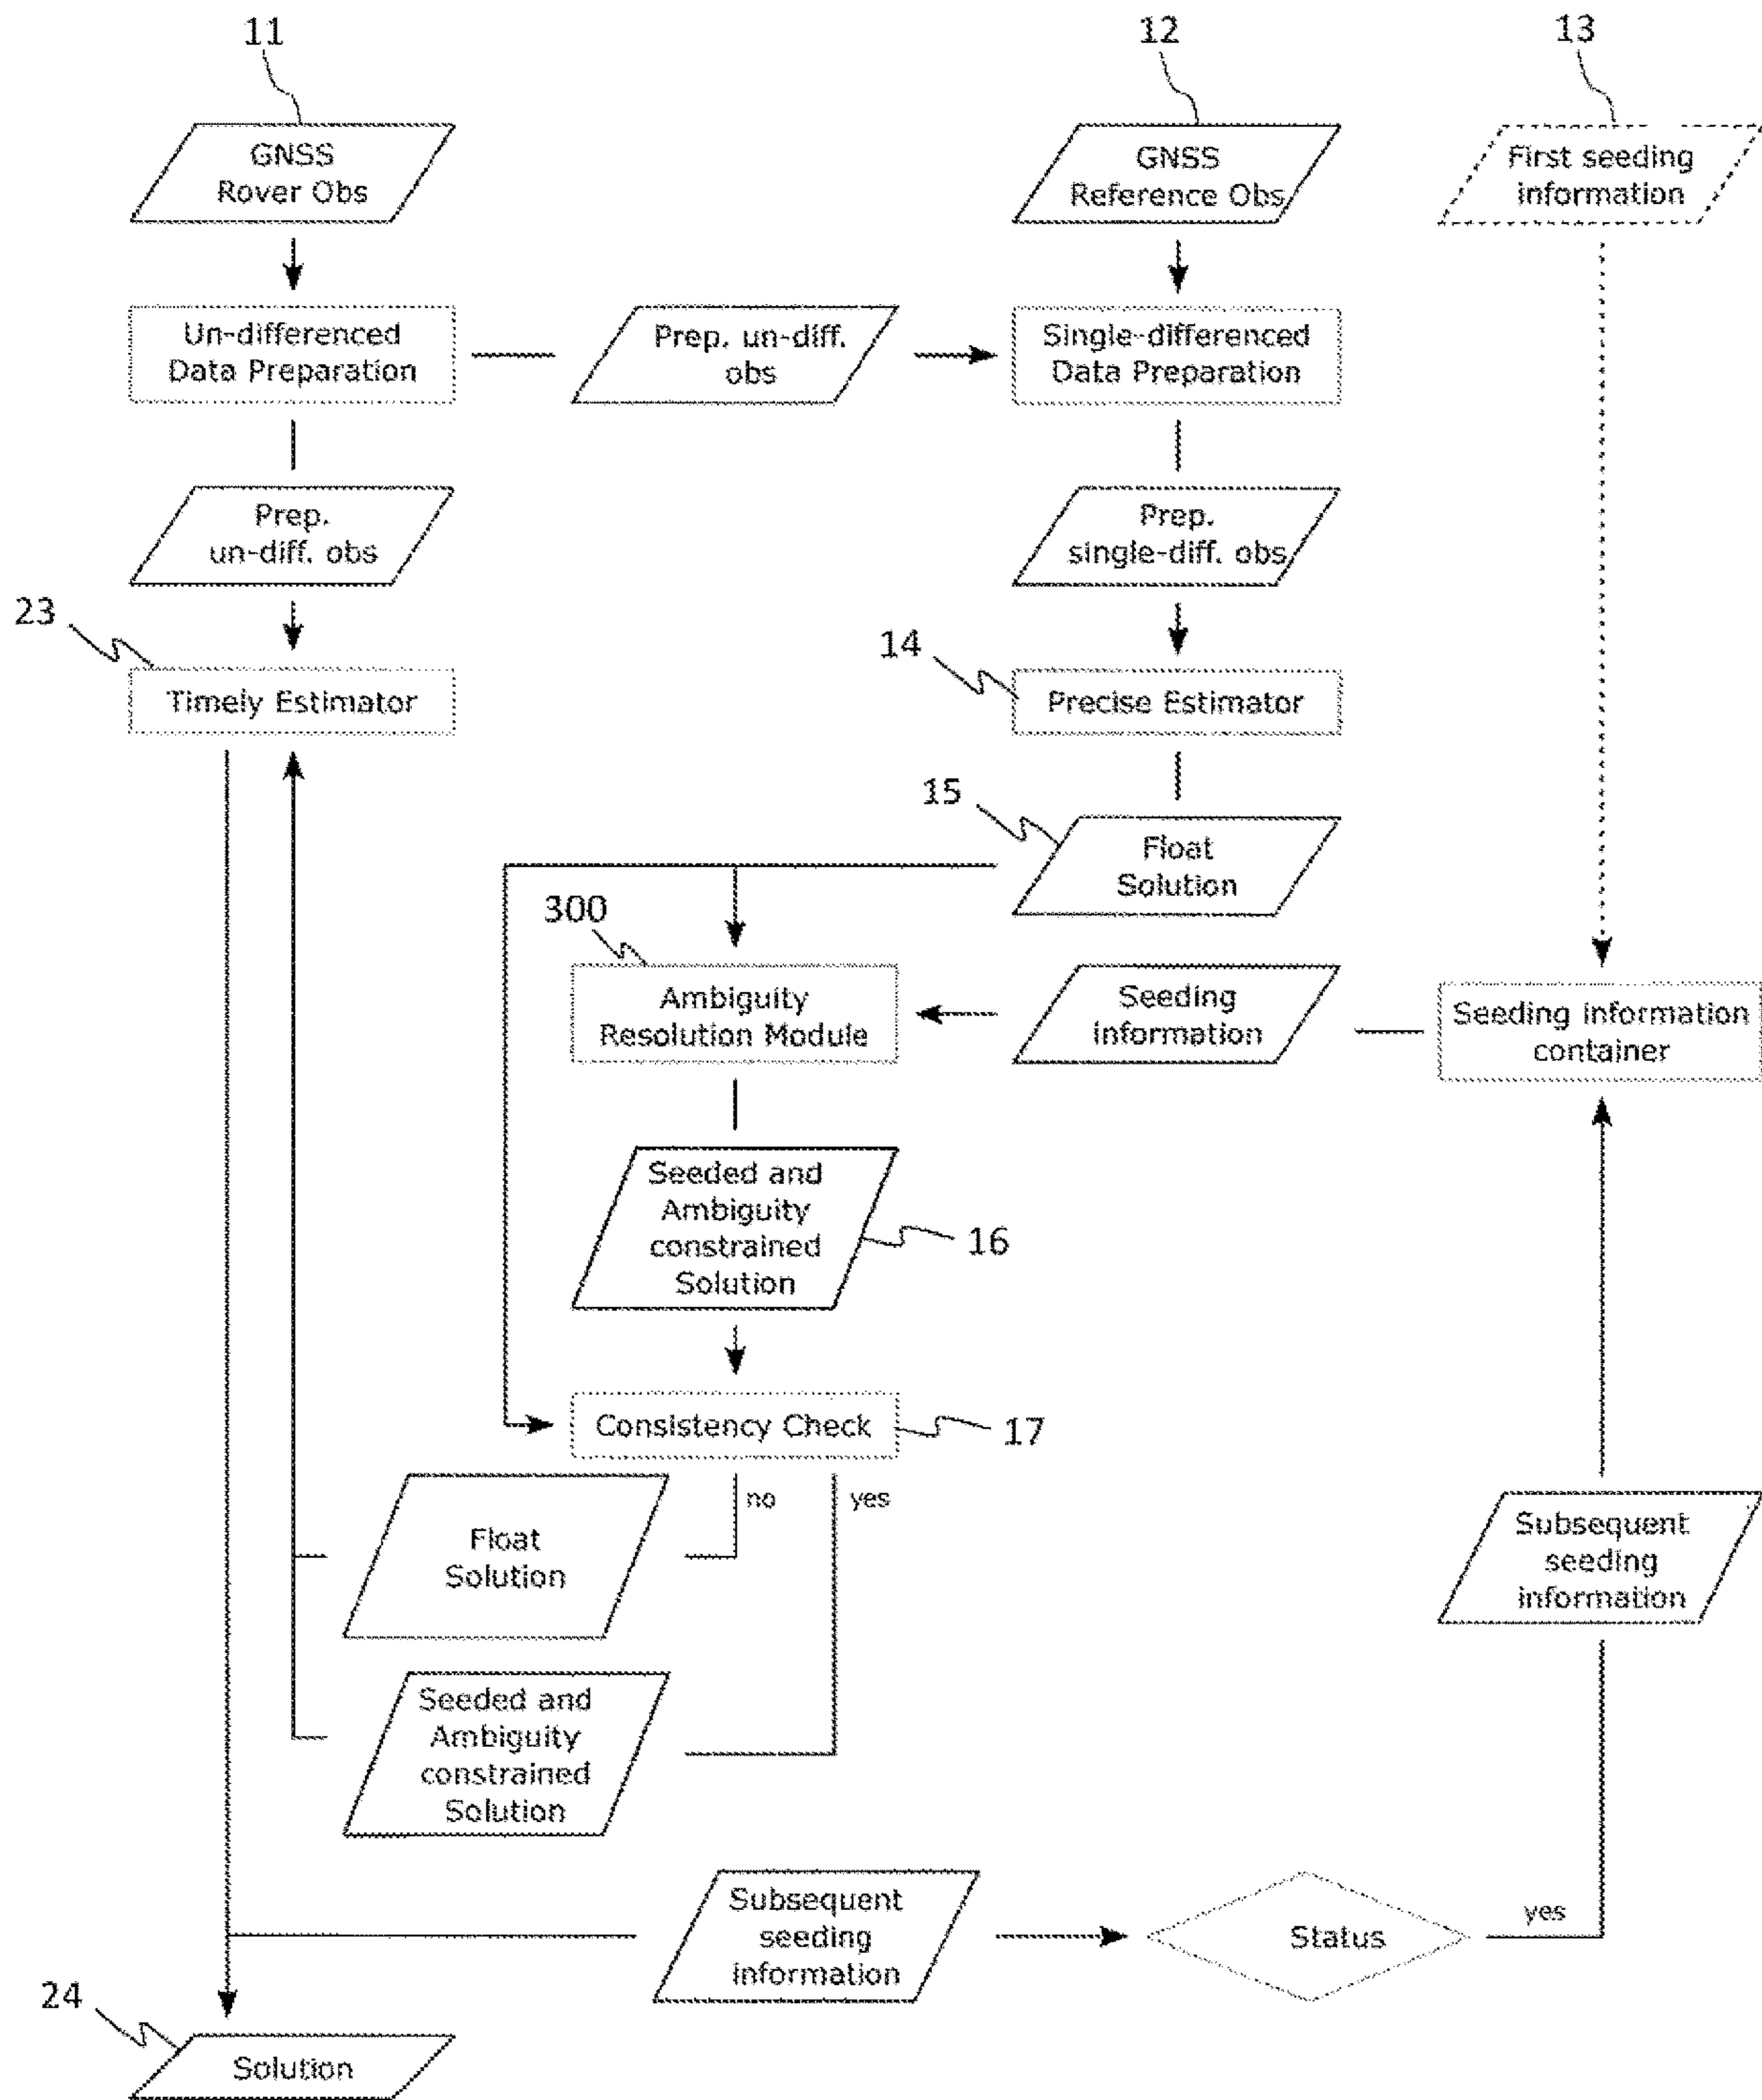 11
12
13
GNSS
Rover Obs
GNSS
Reference Obs
First seeding
information
Un-differenced
Data Preparation
Prep. un-diff.
obs
Single-differenced
Data Preparation
Prep.
un-diff. obs
Prep.
single-diff. obs
23
14
Timely Estimator
Precise Estimator
15
Float
Solution
300
Ambiguity
Resolution Module
Seeding
information
Seeding information
container
Seeded and
Ambiguity
constrained
Solution
16
Consistency Check
17
no
yes
Float
Solution
Subsequent
seeding
information
Seeded and
Ambiguity
constrained
Solution
Subsequent
seeding
information
Status
yes
24
Solution